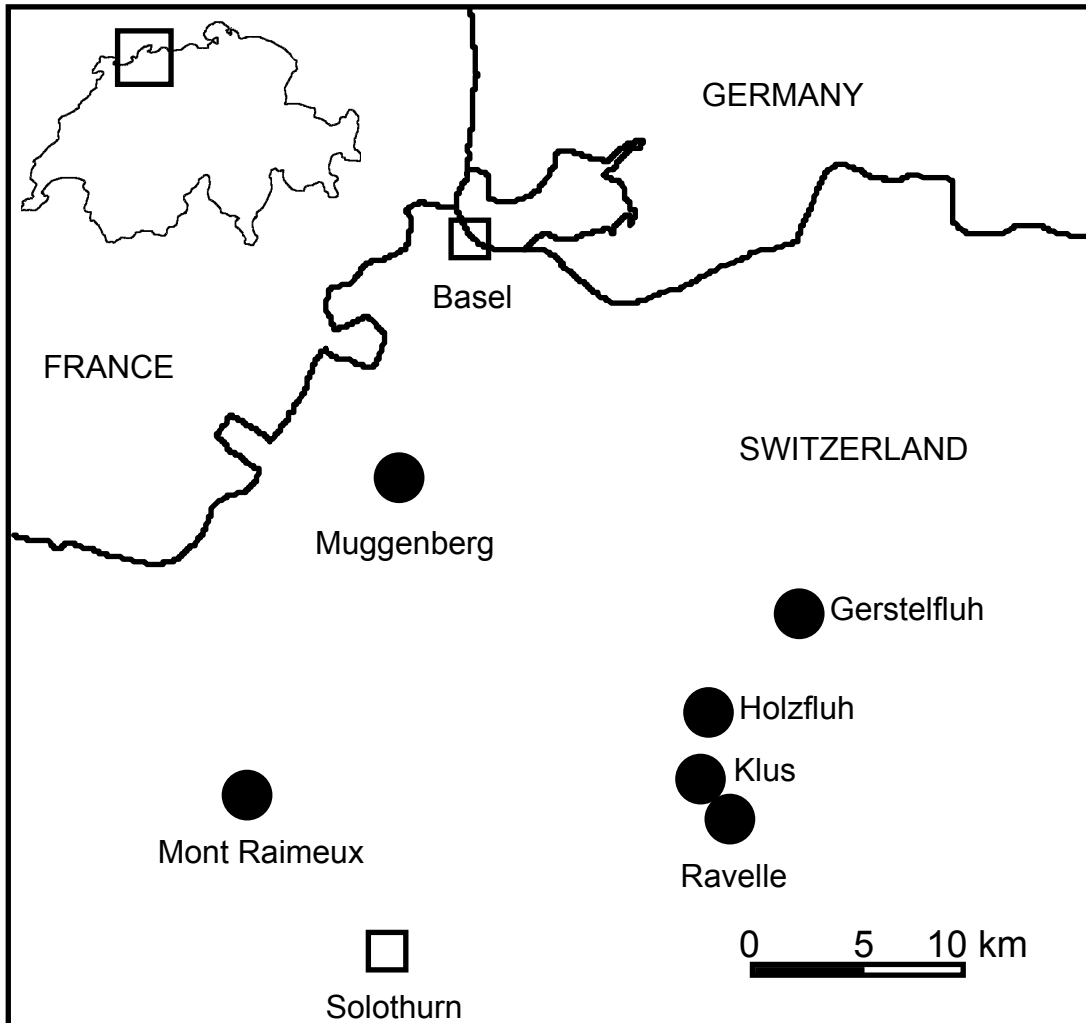 GERMANY
Basel
FRANCE
SWITZERLAND
Muggenberg
Gerstelfluh
Holzfluh
Klus
Mont Raimeux
Ravelle
0 5 10 km
Solothurn